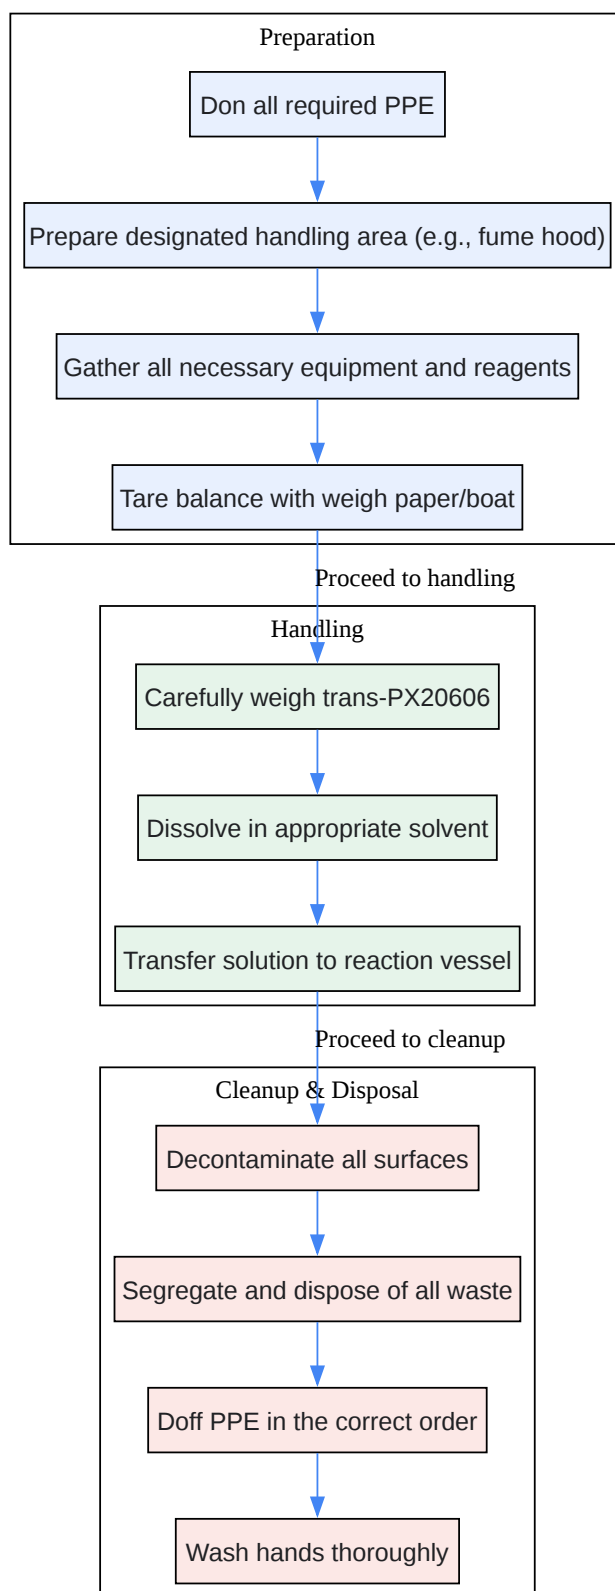 Preparation
Don all required PPE
Prepare designated handling area (e.g., fume hood)
Gather all necessary equipment and reagents
Tare balance with weigh paper/boat
Proceed to handling
Handling
Carefully weigh trans-PX20606
Dissolve in appropriate solvent
Transfer solution to reaction vessel
Proceed to cleanup
Cleanup & Disposal
Decontaminate all surfaces
Segregate and dispose of all waste
Doff PPE in the correct order
Wash hands thoroughly